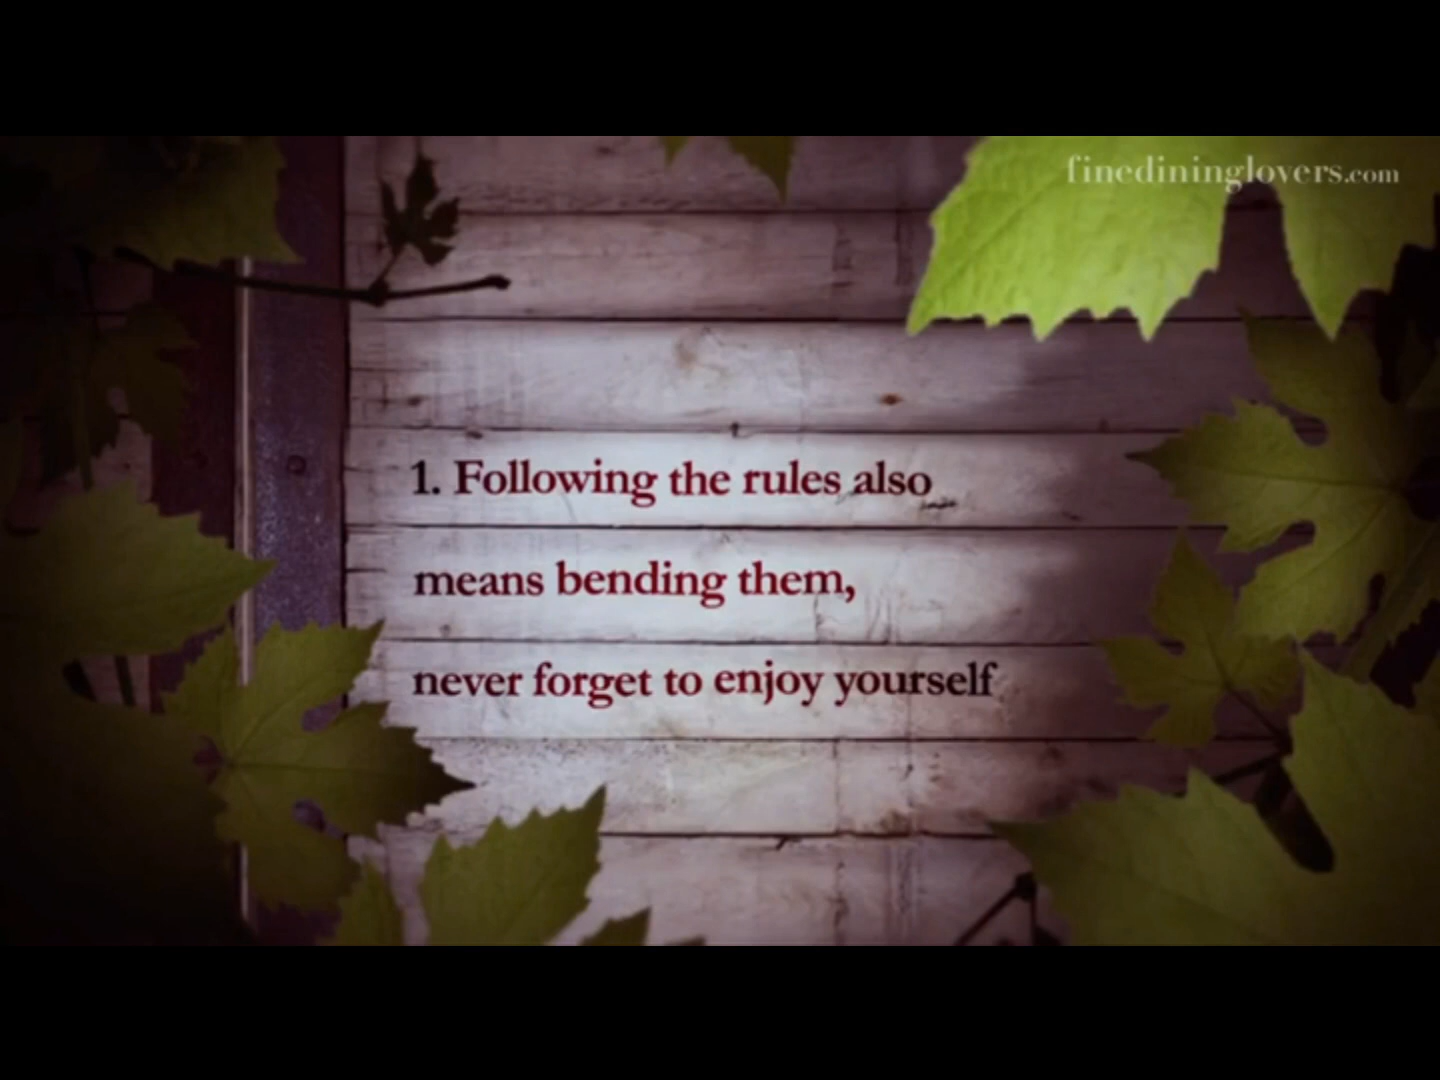 finedininglovers.com
1. Following the rules also
means bending them,
never forget to enjoy yourself